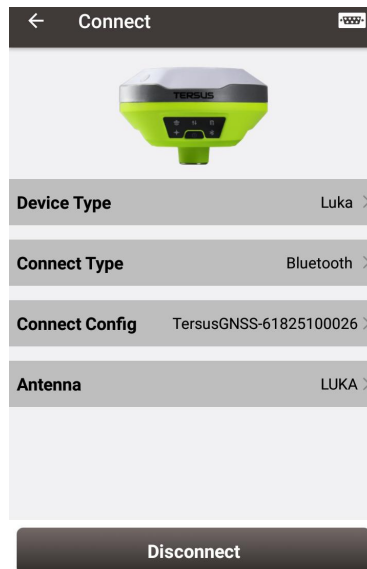 Connect
TERSUS
Device Type Luka
Connect Type Bluetooth
Connect Config TersusGNSS-61825100026
Antenna LUKA
Disconnect